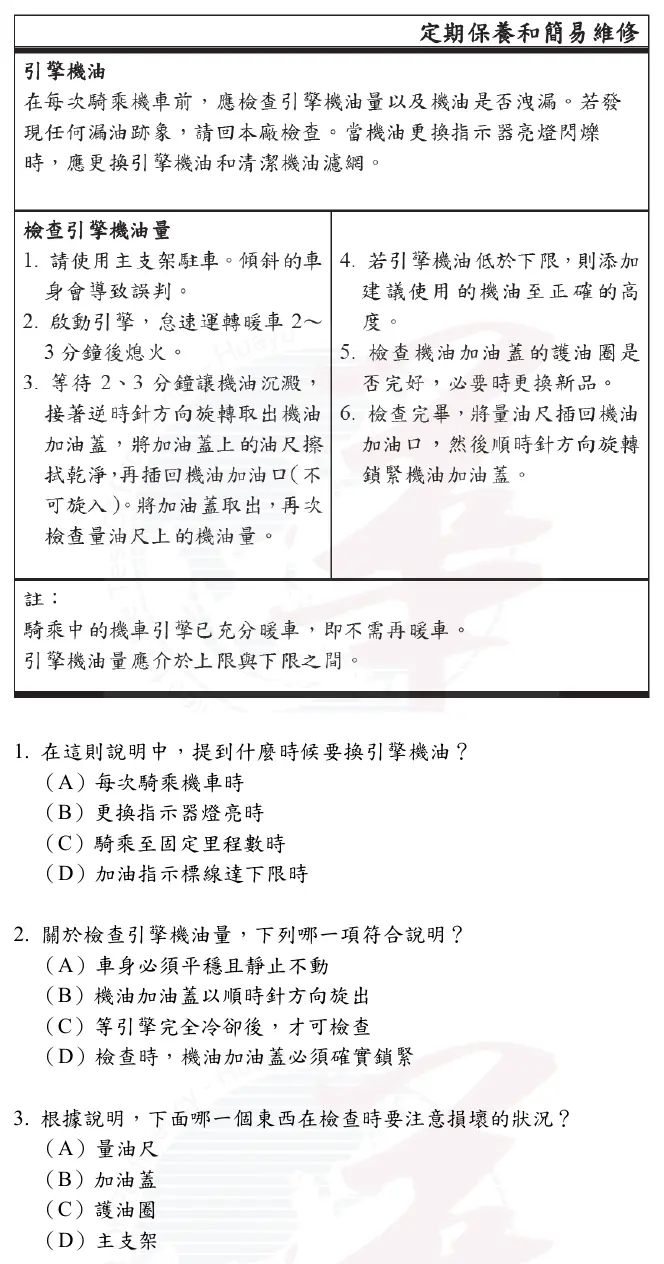 定期保養和簡易維修
引擎機油
在每次騎乘機車前，應檢查引擎機油量以及機油是否洩漏。若發
現任何漏油跡象，請回本廠檢查。當機油更換指示器亮燈閃爍
時，應更換引擎機油和清潔機油濾網。
檢查引擎機油量
1. 請使用主支架駐車。傾斜的車
身會導致誤判。
2. 啟動引擎，怠速運轉暖車 2～
3 分鐘後熄火。
3. 等待 2、3 分鐘讓機油沉澱，
接著逆時針方向旋轉取出機油
加油蓋，將加油蓋上的油尺擦
拭乾淨，再插回機油加油口（不
可旋入）。將加油蓋取出，再次
檢查量油尺上的機油量。
4. 若引擎機油低於下限，則添加
建議使用的機油至正確的高
度。
5. 檢查機油加油蓋的護油圈是
否完好，必要時更換新品。
6. 檢查完畢，將量油尺插回機油
加油口，然後順時針方向旋轉
鎖緊機油加油蓋。
註：
騎乘中的機車引擎已充分暖車，即不需再暖車。
引擎機油量應介於上限與下限之間。
1. 在這則說明中，提到什麼時候要換引擎機油？
（A）每次騎乘機車時
（B）更換指示器燈亮時
（C）騎乘至固定里程數時
（D）加油指示標線達下限時
2. 關於檢查引擎機油量，下列哪一項符合說明？
（A）車身必須平穩且靜止不動
（B）機油加油蓋以順時針方向旋出
（C）等引擎完全冷卻後，才可檢查
（D）檢查時，機油加油蓋必須確實鎖緊
3. 根據說明，下面哪一個東西在檢查時要注意損壞的狀況？
（A）量油尺
（B）加油蓋
（C）護油圈
（D）主支架